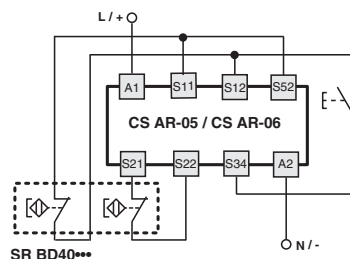 L / +
A1 S11 S12 S52
CS AR-05 / CS AR-06
S21 S22 S34 A2
N / -
SR BD40•••